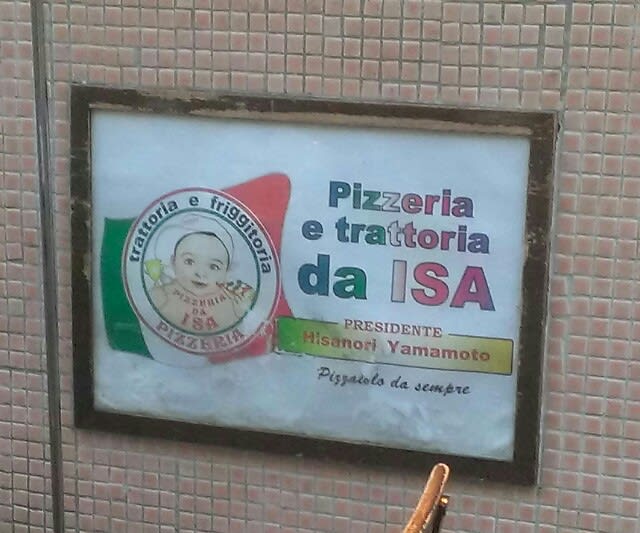 trattoria e friggitoria
PIZZERIA
DA
ISA
PIZZERIA
Pizzeria
e trattoria
da ISA
PRESIDENTE
Hisanori Yamamoto
Pizzaiolo da sempre